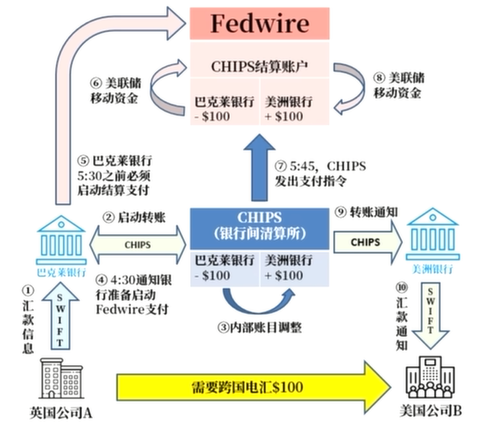 Fedwire
CHIPS结算账户
巴克莱银行
- $100
美洲银行
+ $100
⑥ 美联储
移动资金
⑧ 美联储
移动资金
⑤ 巴克莱银行
5:30之前必须
启动结算支付
⑦ 5:45，CHIPS
发出支付指令
② 启动转账
CHIPS
④ 4:30通知银
行准备启动
Fedwire支付
CHIPS
（银行间清算所）
巴克莱银行
- $100
美洲银行
+ $100
③内部账目调整
⑨ 转账通知
CHIPS
巴克莱银行
美洲银行
①汇款信息
SWIFT
⑩汇款通知
SWIFT
英国公司A
需要跨国电汇$100
美国公司B